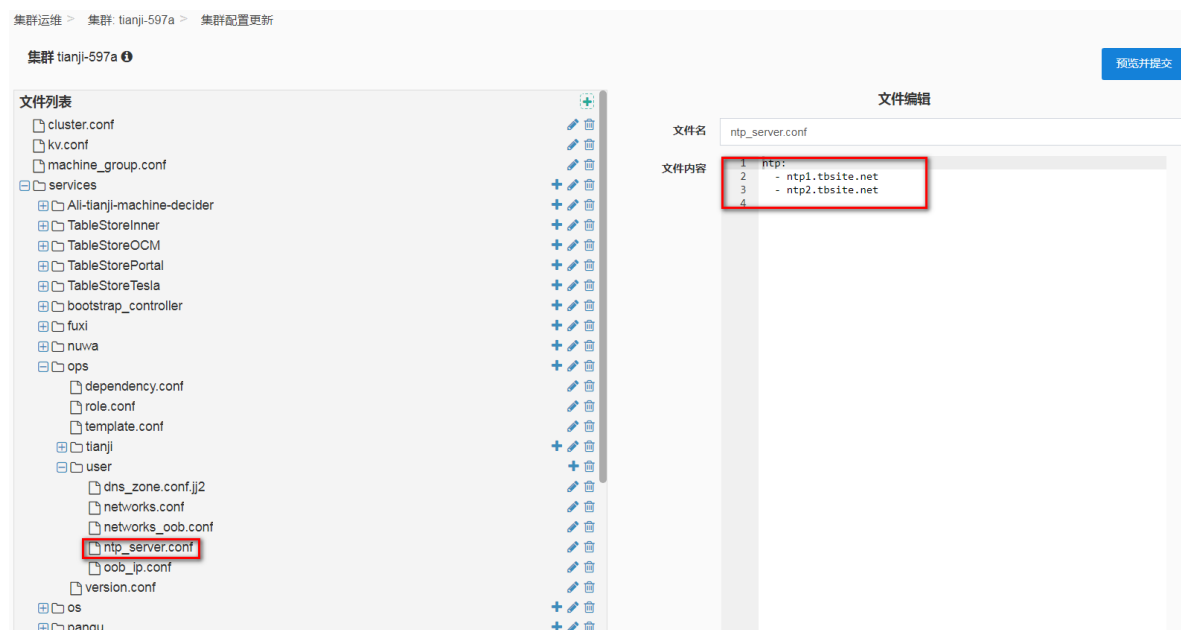 集群运维 > 集群: tianji-597a > 集群配置更新
集群 tianji-597a
预览并提交
文件列表
cluster.conf
kv.conf
machine_group.conf
services
Ali-tianji-machine-decider
TableStoreInner
TableStoreOCM
TableStorePortal
TableStoreTesla
bootstrap_controller
fuxi
nuwa
ops
dependency.conf
role.conf
template.conf
tianji
user
dns_zone.conf.jj2
networks.conf
networks_oob.conf
ntp_server.conf
oob_ip.conf
version.conf
os
pangu
文件编辑
文件名 ntp_server.conf
文件内容
1 ntp:
2 - ntp1.tbsite.net
3 - ntp2.tbsite.net
4